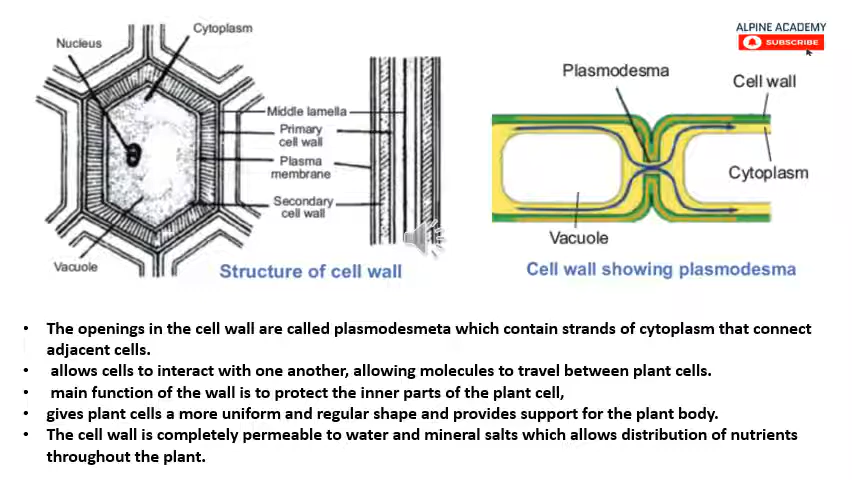 ALPINE ACADEMY
SUBSCRIBE
Cytoplasm
Nucleus
Middle lamella
Primary
cell wall
Plasma
membrane
Secondary
cell wall
Vacuole
Structure of cell wall
Plasmodesma
Cell wall
Cytoplasm
Vacuole
Cell wall showing plasmodesma
• The openings in the cell wall are called plasmodesmeta which contain strands of cytoplasm that connect
adjacent cells.
• allows cells to interact with one another, allowing molecules to travel between plant cells.
• main function of the wall is to protect the inner parts of the plant cell,
• gives plant cells a more uniform and regular shape and provides support for the plant body.
• The cell wall is completely permeable to water and mineral salts which allows distribution of nutrients
throughout the plant.